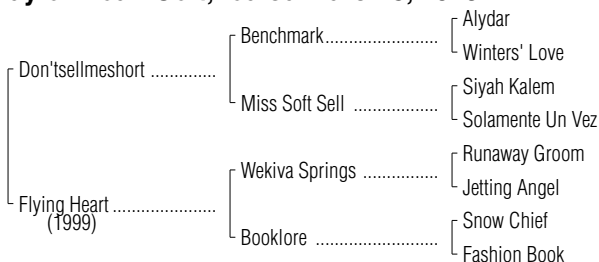 Alydar
Benchmark
Winters' Love
Don'tsellmeshort
Siyah Kalem
Miss Soft Sell
Solamente Un Vez
Runaway Groom
Wekiva Springs
Jetting Angel
Flying Heart
(1999)
Snow Chief
Booklore
Fashion Book